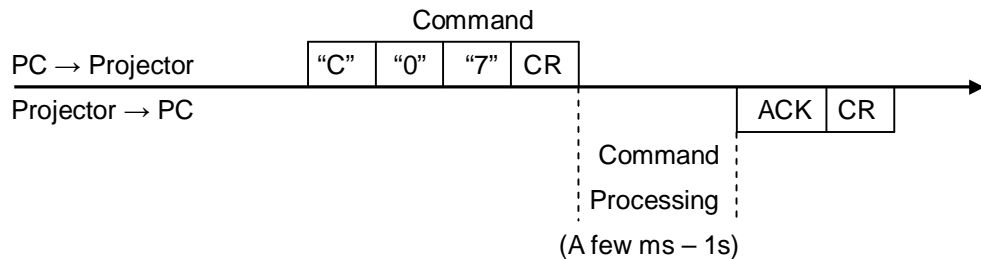 Command
PC → Projector “C” “0” “7” CR
Projector → PC ACK CR
Command
Processing
(A few ms – 1s)